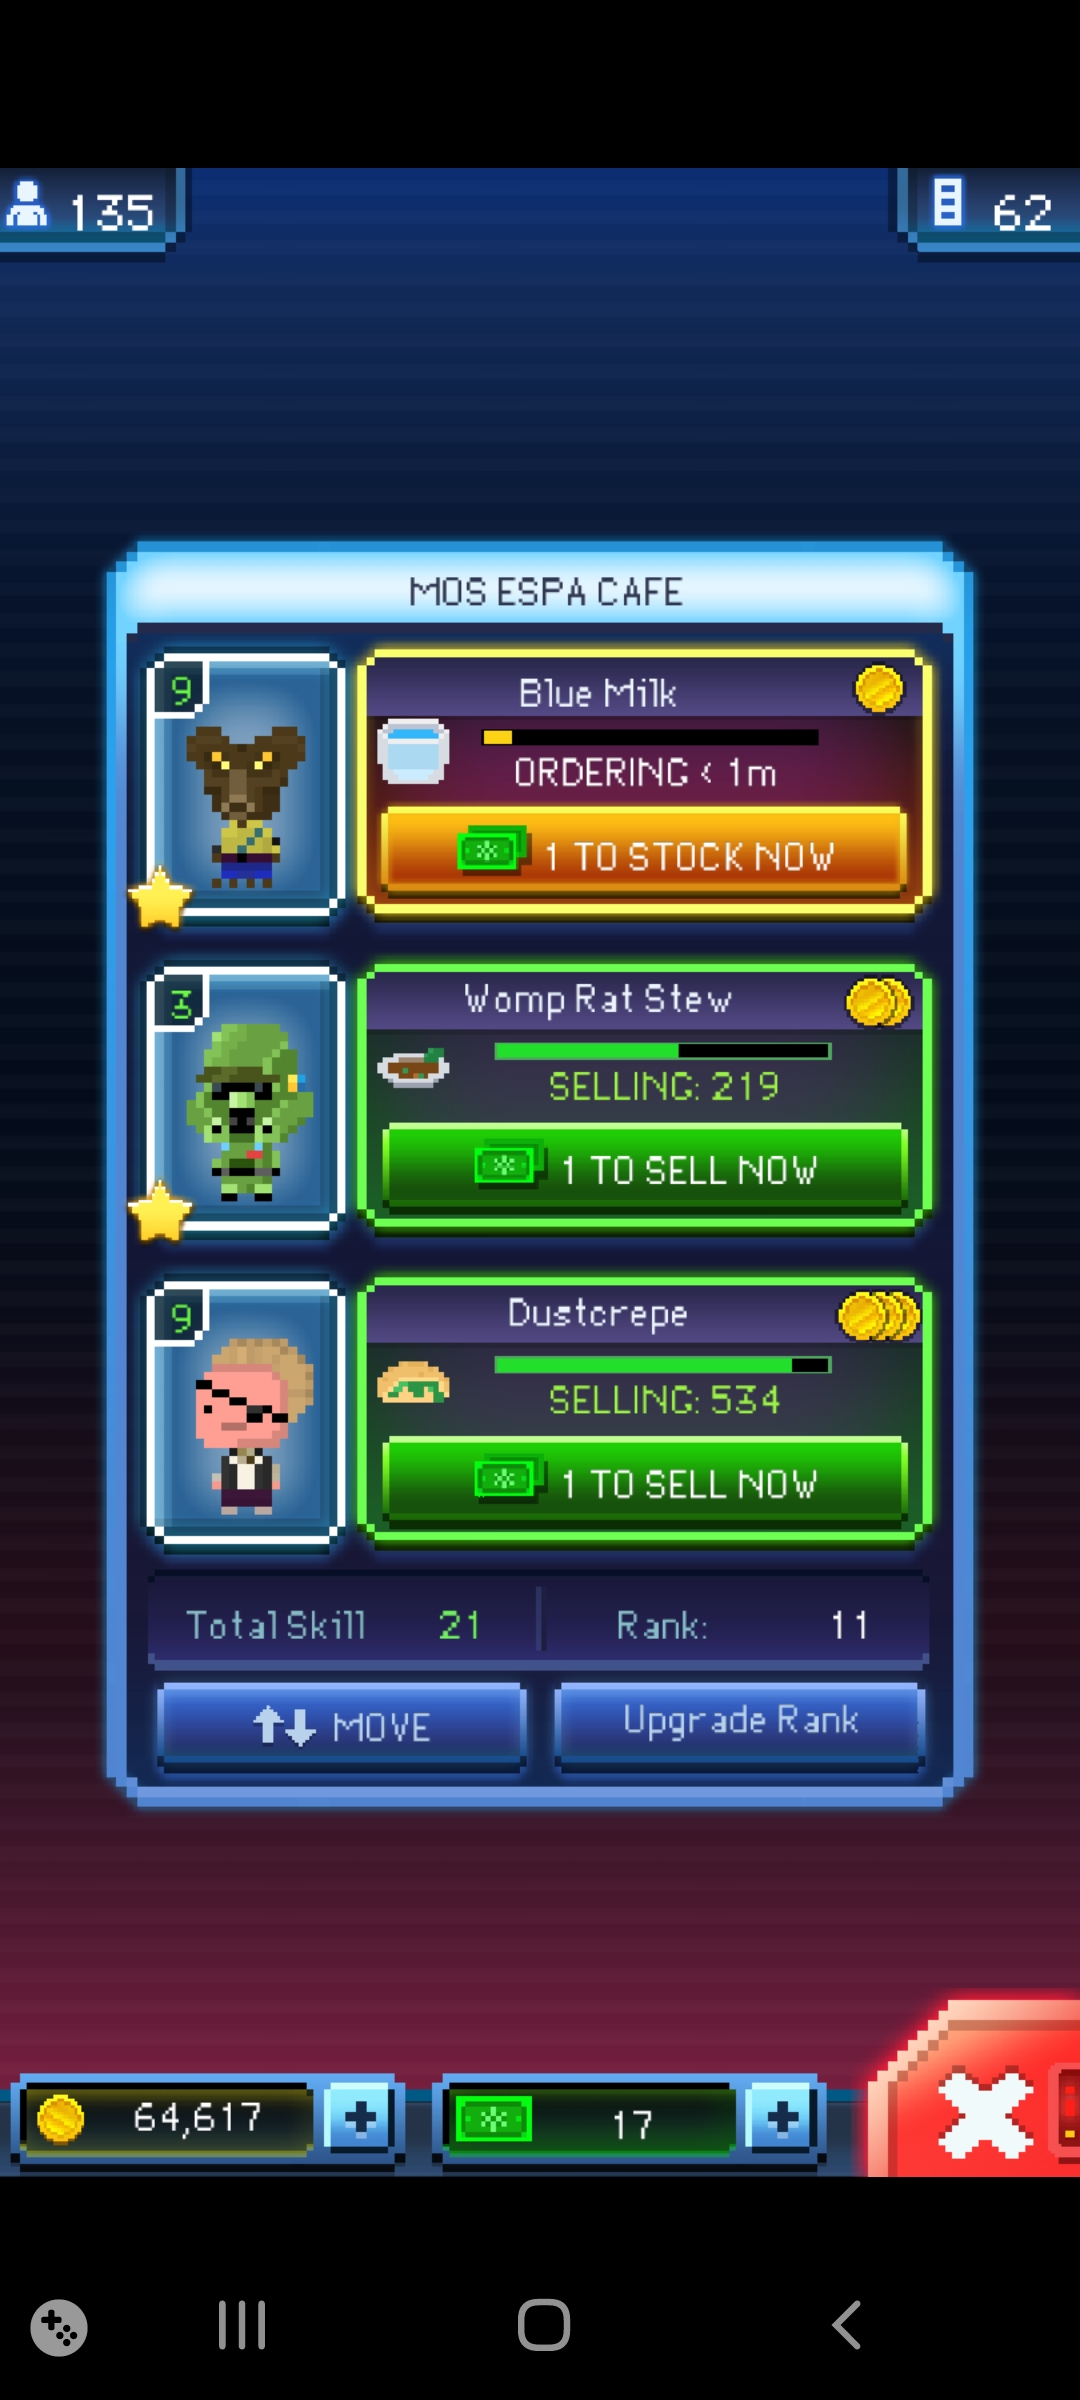 135
62
MOS ESPA CAFE
9
Blue Milk
ORDERING < 1m
1 TO STOCK NOW
3
Womp Rat Stew
SELLING: 219
1 TO SELL NOW
9
Dustcrepe
SELLING: 534
1 TO SELL NOW
Total Skill 21
Rank: 11
MOVE
Upgrade Rank
64,617
17